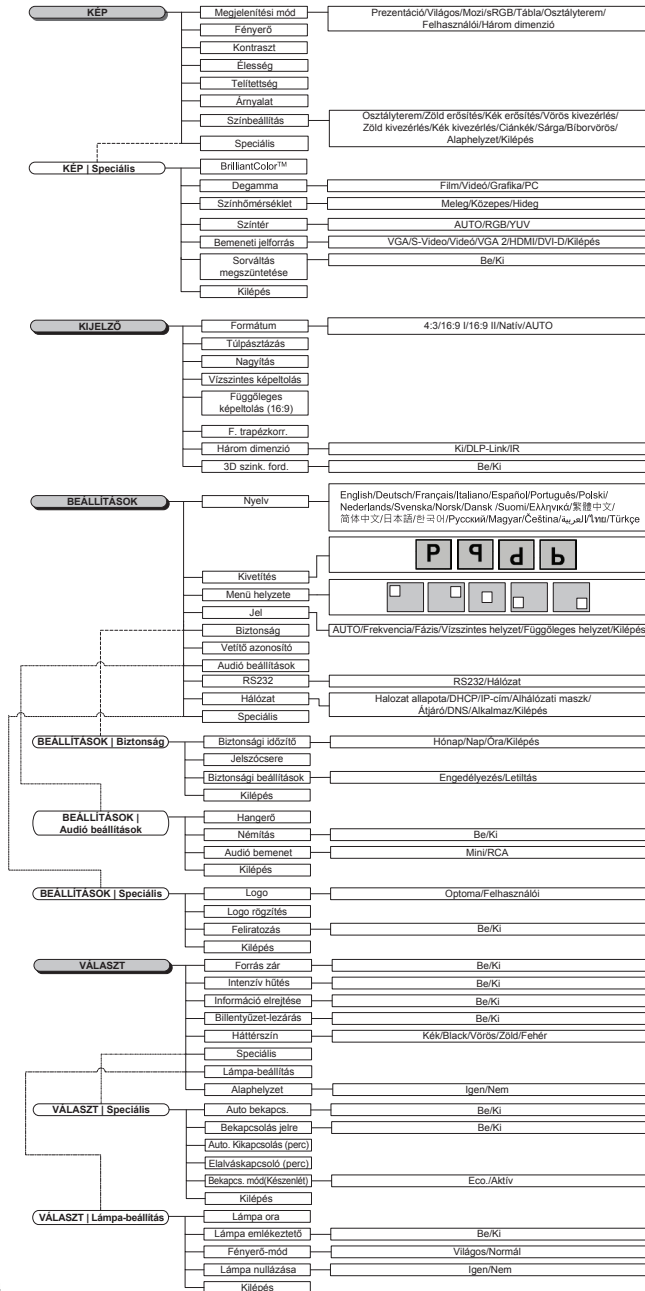 KÉP
Megjelenítési mód
Prezentáció/Világos/Mozi/sRGB/Tábla/Osztályterem/
Felhasználói/Három dimenzió
Fényerő
Kontraszt
Élesség
Telítettség
Árnyalat
Színbeállítás
Osztályterem/Zöld erősítés/Kék erősítés/Vörös kivezérlés/
Zöld kivezérlés/Kék kivezérlés/Ciánkék/Sárga/Bíborvörös/
Alaphelyzet/Kilépés
Speciális
KÉP | Speciális
BrilliantColor™
Degamma
Film/Videó/Grafika/PC
Színhőmérséklet
Meleg/Közepes/Hideg
Színtér
AUTO/RGB/YUV
Bemeneti jelforrás
VGA/S-Video/Videó/VGA 2/HDMI/DVI-D/Kilépés
Sorváltás
megszüntetése
Be/Ki
Kilépés
KIJELZŐ
Formátum
4:3/16:9 I/16:9 II/Natív/AUTO
Túlpásztázás
Nagyítás
Vízszintes képeltolás
Függőleges
képeltolás (16:9)
F. trapézkorr.
Három dimenzió
Ki/DLP-Link/IR
3D szink. ford.
Be/Ki
BEÁLLÍTÁSOK
Nyelv
English/Deutsch/Français/Italiano/Español/Português/Polski/
Nederlands/Svenska/Norsk/Dansk /Suomi/Ελληνικά/繁體中文/
简体中文/日本語/한국어/Русский/Magyar/Čeština/العربية/ไทย/Türkçe
Kivetítés
P
Menü helyzete
Jel
AUTO/Frekvencia/Fázis/Vízszintes helyzet/Függőleges helyzet/Kilépés
Biztonság
Vetítő azonosító
Audió beállítások
RS232
RS232/Hálózat
Hálózat
Halozat allapota/DHCP/IP-cím/Alhálózati maszk/
Átjáró/DNS/Alkalmaz/Kilépés
Speciális
BEÁLLÍTÁSOK | Biztonság
Biztonsági időzítő
Hónap/Nap/Óra/Kilépés
Jelszócsere
Biztonsági beállítások
Engedélyezés/Letiltás
Kilépés
BEÁLLÍTÁSOK |
Audió beállítások
Hangerő
Némítás
Be/Ki
Audió bemenet
Mini/RCA
Kilépés
BEÁLLÍTÁSOK | Speciális
Logo
Optoma/Felhasználói
Logo rögzítés
Feliratozás
Be/Ki
Kilépés
VÁLASZT
Forrás zár
Be/Ki
Intenzív hűtés
Be/Ki
Információ elrejtése
Be/Ki
Billentyűzet-lezárás
Be/Ki
Háttérszín
Kék/Black/Vörös/Zöld/Fehér
Speciális
Lámpa-beállítás
Alaphelyzet
Igen/Nem
VÁLASZT | Speciális
Auto bekapcs.
Be/Ki
Bekapcsolás jelre
Be/Ki
Auto. Kikapcsolás (perc)
Elalváskapcsoló (perc)
Bekapcs. mód(Készenlét)
Eco./Aktív
Kilépés
VÁLASZT | Lámpa-beállítás
Lámpa ora
Lámpa emlékeztető
Be/Ki
Fényerő-mód
Világos/Normál
Lámpa nullázása
Igen/Nem
Kilépés